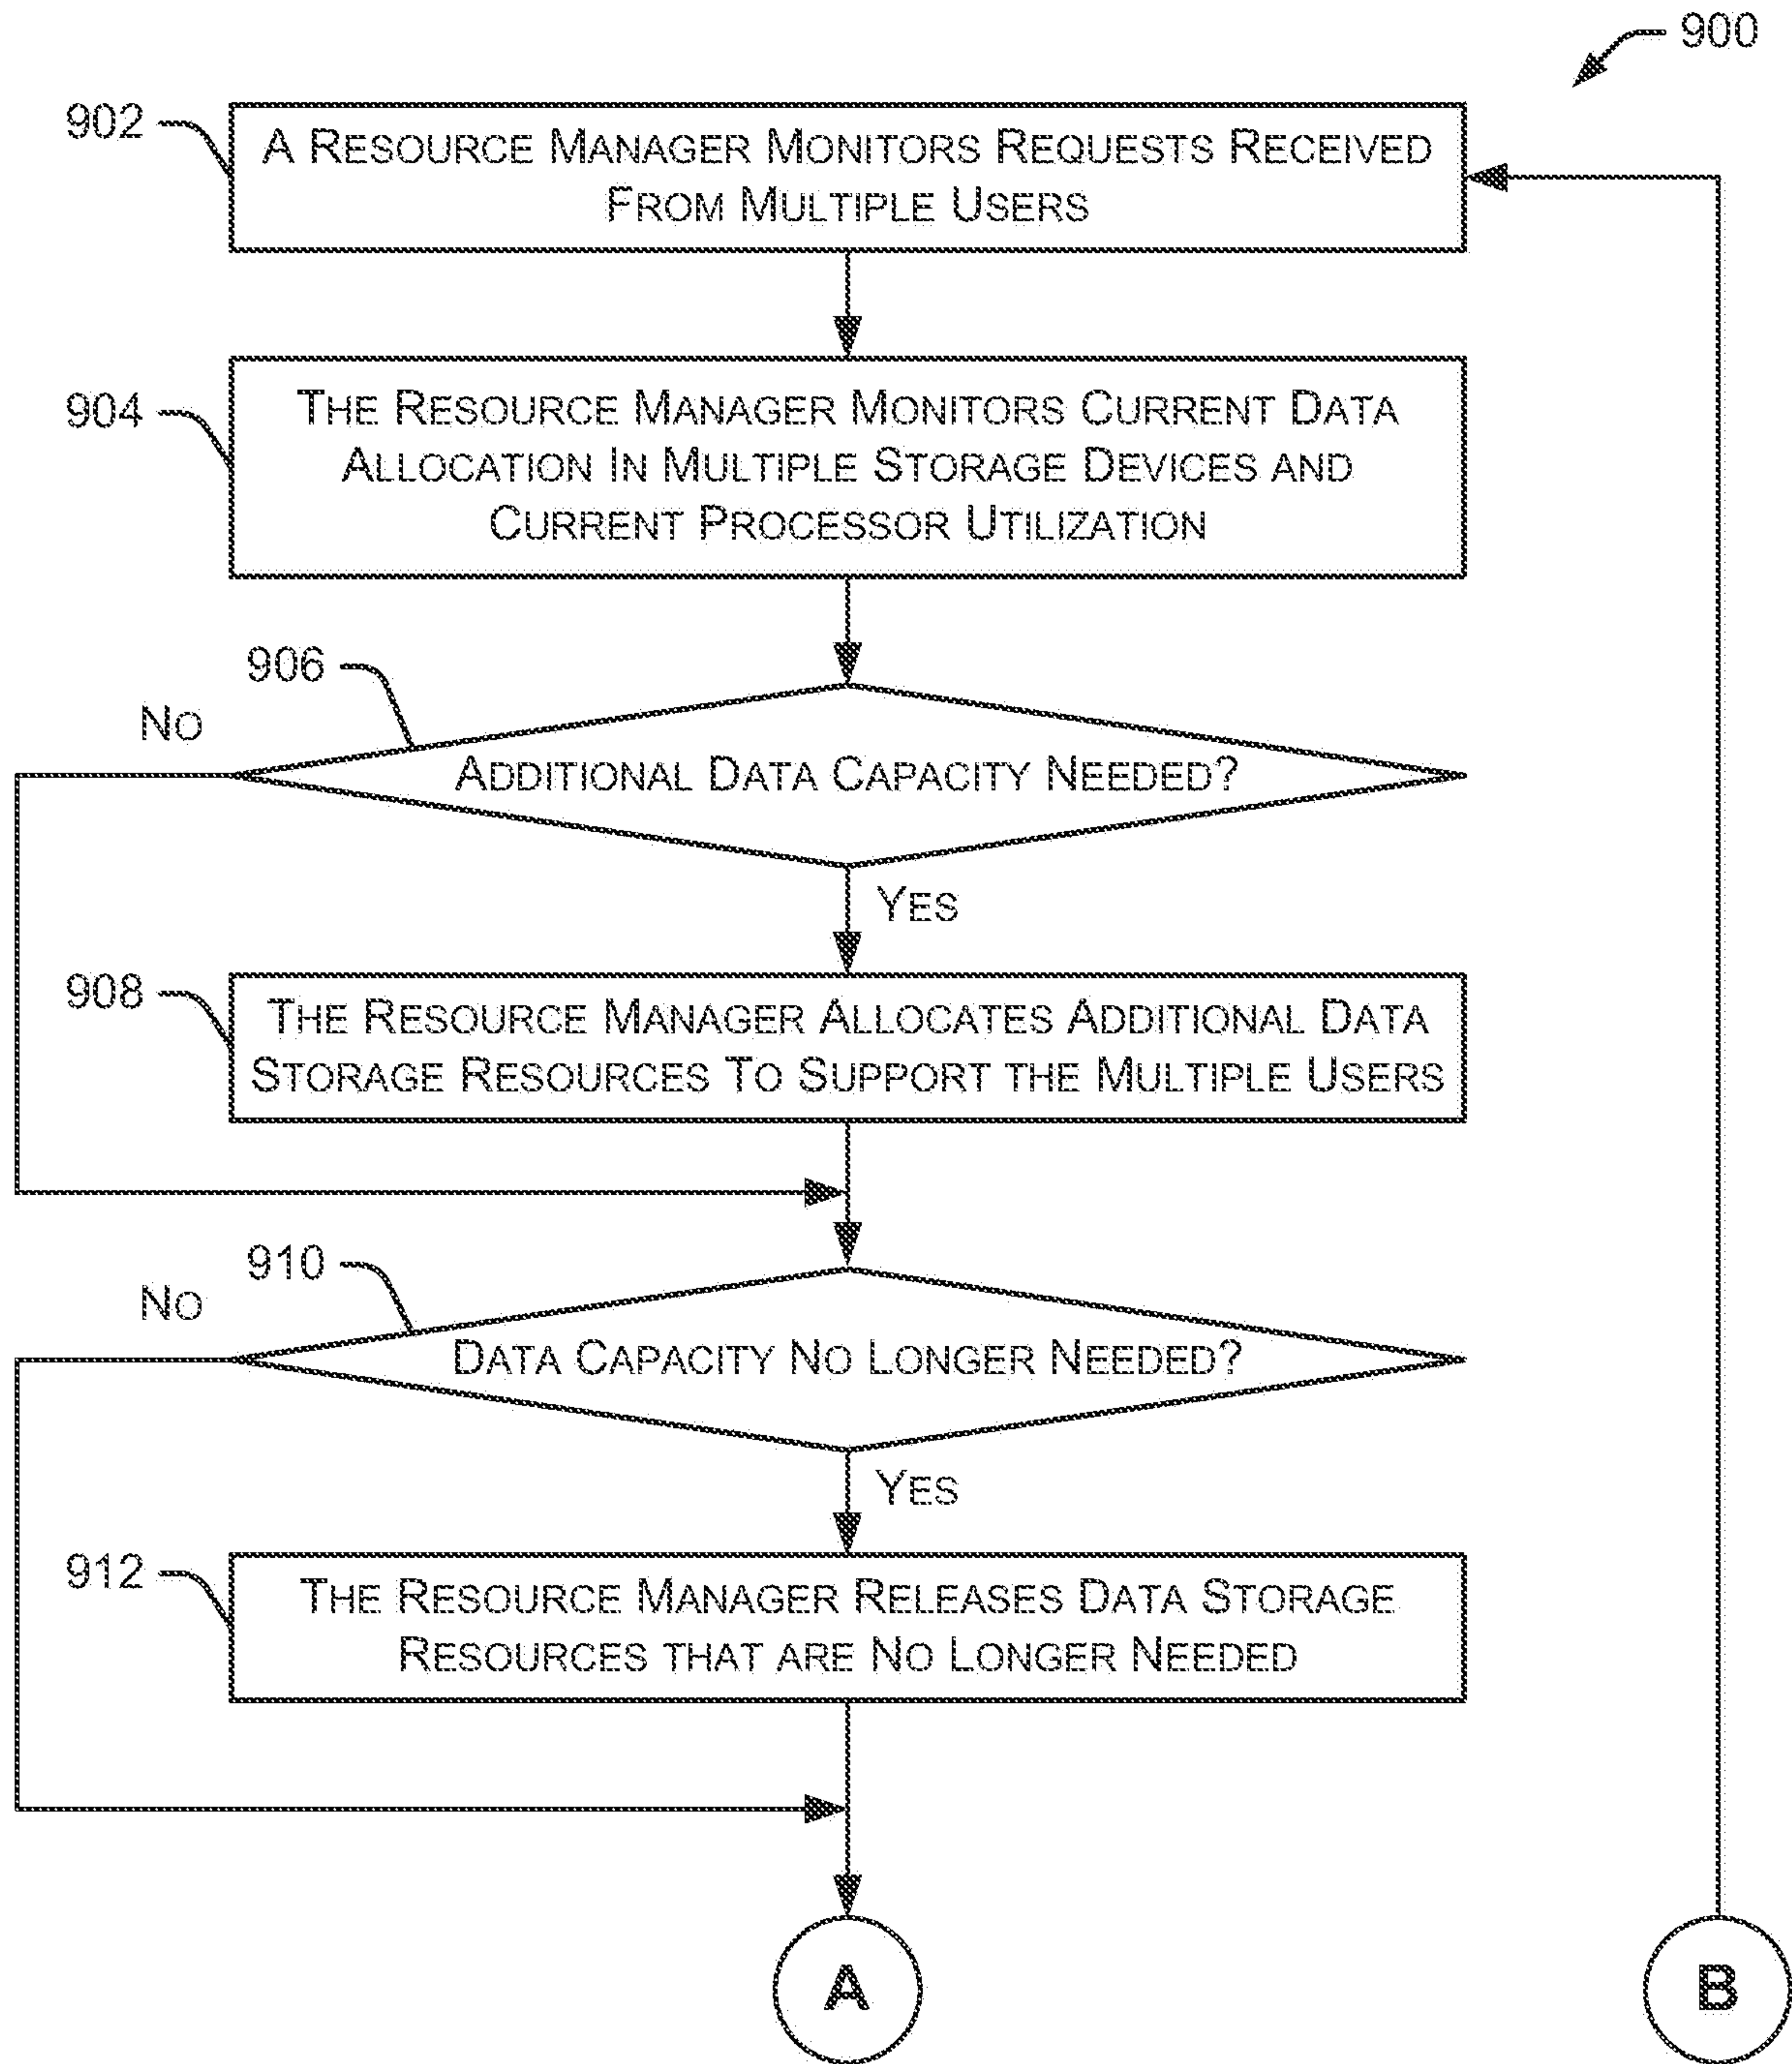 900
902
A RESOURCE MANAGER MONITORS REQUESTS RECEIVED
FROM MULTIPLE USERS
904
THE RESOURCE MANAGER MONITORS CURRENT DATA
ALLOCATION IN MULTIPLE STORAGE DEVICES AND
CURRENT PROCESSOR UTILIZATION
906
NO
ADDITIONAL DATA CAPACITY NEEDED?
YES
908
THE RESOURCE MANAGER ALLOCATES ADDITIONAL DATA
STORAGE RESOURCES TO SUPPORT THE MULTIPLE USERS
910
NO
DATA CAPACITY NO LONGER NEEDED?
YES
912
THE RESOURCE MANAGER RELEASES DATA STORAGE
RESOURCES THAT ARE NO LONGER NEEDED
A
B